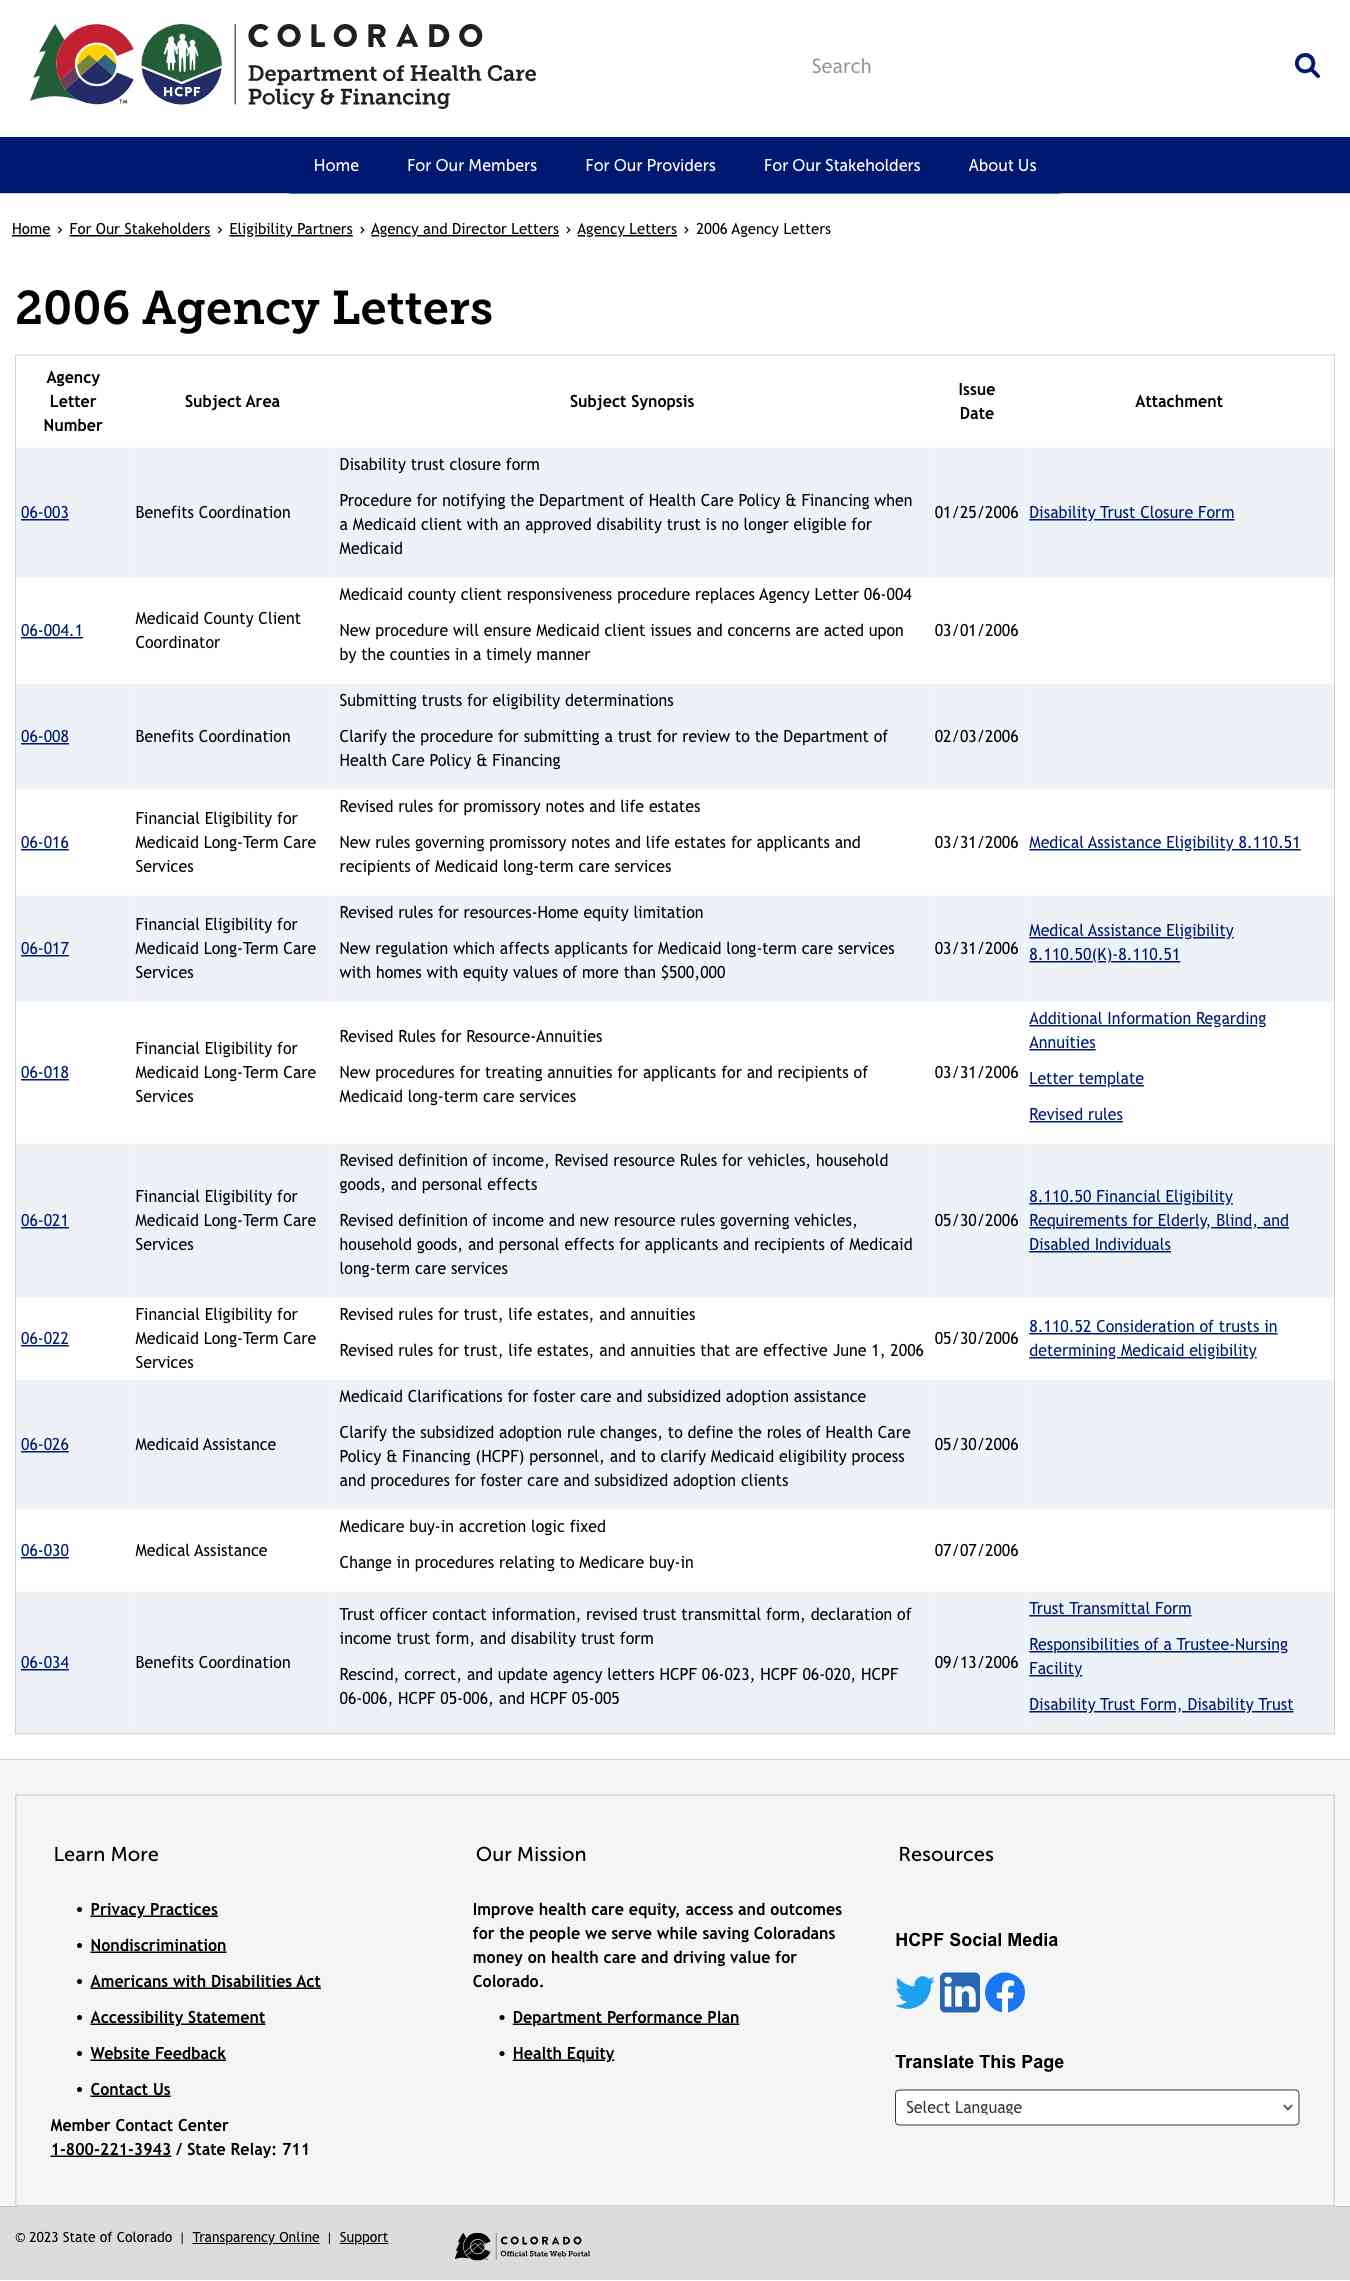 COLORADO
Department of Health Care
Policy & Financing
HCPF
TM
Search
Home
For Our Members
For Our Providers
For Our Stakeholders
About Us
Home › For Our Stakeholders › Eligibility Partners › Agency and Director Letters › Agency Letters › 2006 Agency Letters
2006 Agency Letters
Agency
Letter
Number
Subject Area
Subject Synopsis
Issue
Date
Attachment
06-003
Benefits Coordination
Disability trust closure form
Procedure for notifying the Department of Health Care Policy & Financing when
a Medicaid client with an approved disability trust is no longer eligible for
Medicaid
01/25/2006
Disability Trust Closure Form
06-004.1
Medicaid County Client
Coordinator
Medicaid county client responsiveness procedure replaces Agency Letter 06-004
New procedure will ensure Medicaid client issues and concerns are acted upon
by the counties in a timely manner
03/01/2006
06-008
Benefits Coordination
Submitting trusts for eligibility determinations
Clarify the procedure for submitting a trust for review to the Department of
Health Care Policy & Financing
02/03/2006
06-016
Financial Eligibility for
Medicaid Long-Term Care
Services
Revised rules for promissory notes and life estates
New rules governing promissory notes and life estates for applicants and
recipients of Medicaid long-term care services
03/31/2006
Medical Assistance Eligibility 8.110.51
06-017
Financial Eligibility for
Medicaid Long-Term Care
Services
Revised rules for resources-Home equity limitation
New regulation which affects applicants for Medicaid long-term care services
with homes with equity values of more than $500,000
03/31/2006
Medical Assistance Eligibility
8.110.50(K)-8.110.51
06-018
Financial Eligibility for
Medicaid Long-Term Care
Services
Revised Rules for Resource-Annuities
New procedures for treating annuities for applicants for and recipients of
Medicaid long-term care services
03/31/2006
Additional Information Regarding
Annuities
Letter template
Revised rules
06-021
Financial Eligibility for
Medicaid Long-Term Care
Services
Revised definition of income, Revised resource Rules for vehicles, household
goods, and personal effects
Revised definition of income and new resource rules governing vehicles,
household goods, and personal effects for applicants and recipients of Medicaid
long-term care services
05/30/2006
8.110.50 Financial Eligibility
Requirements for Elderly, Blind, and
Disabled Individuals
06-022
Financial Eligibility for
Medicaid Long-Term Care
Services
Revised rules for trust, life estates, and annuities
Revised rules for trust, life estates, and annuities that are effective June 1, 2006
05/30/2006
8.110.52 Consideration of trusts in
determining Medicaid eligibility
06-026
Medicaid Assistance
Medicaid Clarifications for foster care and subsidized adoption assistance
Clarify the subsidized adoption rule changes, to define the roles of Health Care
Policy & Financing (HCPF) personnel, and to clarify Medicaid eligibility process
and procedures for foster care and subsidized adoption clients
05/30/2006
06-030
Medical Assistance
Medicare buy-in accretion logic fixed
Change in procedures relating to Medicare buy-in
07/07/2006
06-034
Benefits Coordination
Trust officer contact information, revised trust transmittal form, declaration of
income trust form, and disability trust form
Rescind, correct, and update agency letters HCPF 06-023, HCPF 06-020, HCPF
06-006, HCPF 05-006, and HCPF 05-005
09/13/2006
Trust Transmittal Form
Responsibilities of a Trustee-Nursing
Facility
Disability Trust Form, Disability Trust
Learn More
• Privacy Practices
• Nondiscrimination
• Americans with Disabilities Act
• Accessibility Statement
• Website Feedback
• Contact Us
Member Contact Center
1-800-221-3943 / State Relay: 711
Our Mission
Improve health care equity, access and outcomes
for the people we serve while saving Coloradans
money on health care and driving value for
Colorado.
• Department Performance Plan
• Health Equity
Resources
HCPF Social Media
Translate This Page
Select Language
© 2023 State of Colorado | Transparency Online | Support
COLORADO
Official State Web Portal